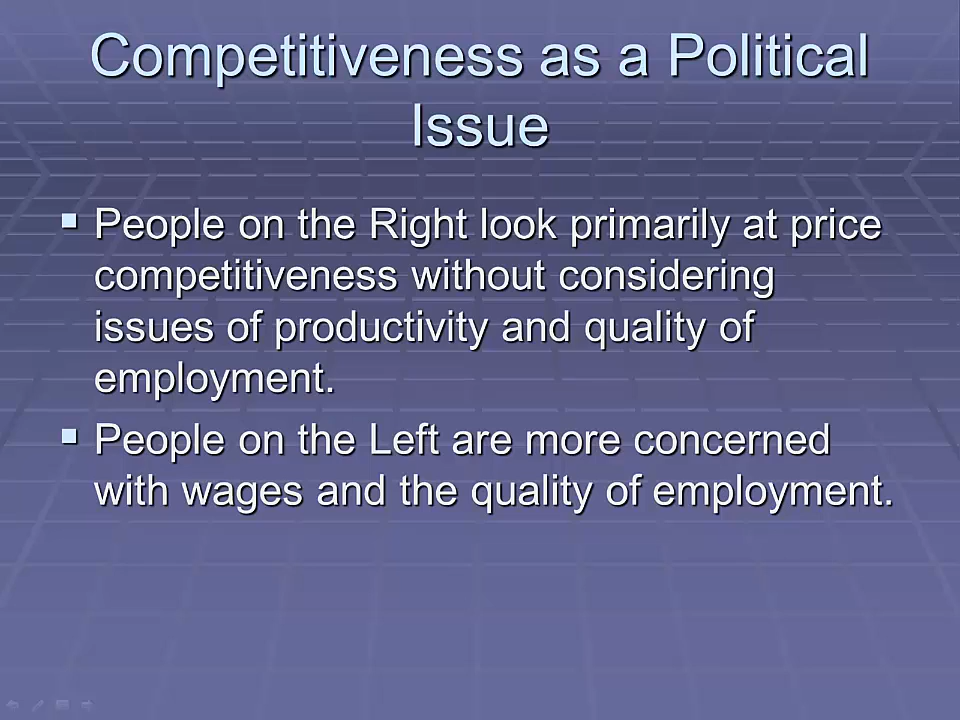 Competitiveness as a Political
Issue
▪ People on the Right look primarily at price
competitiveness without considering
issues of productivity and quality of
employment.
▪ People on the Left are more concerned
with wages and the quality of employment.